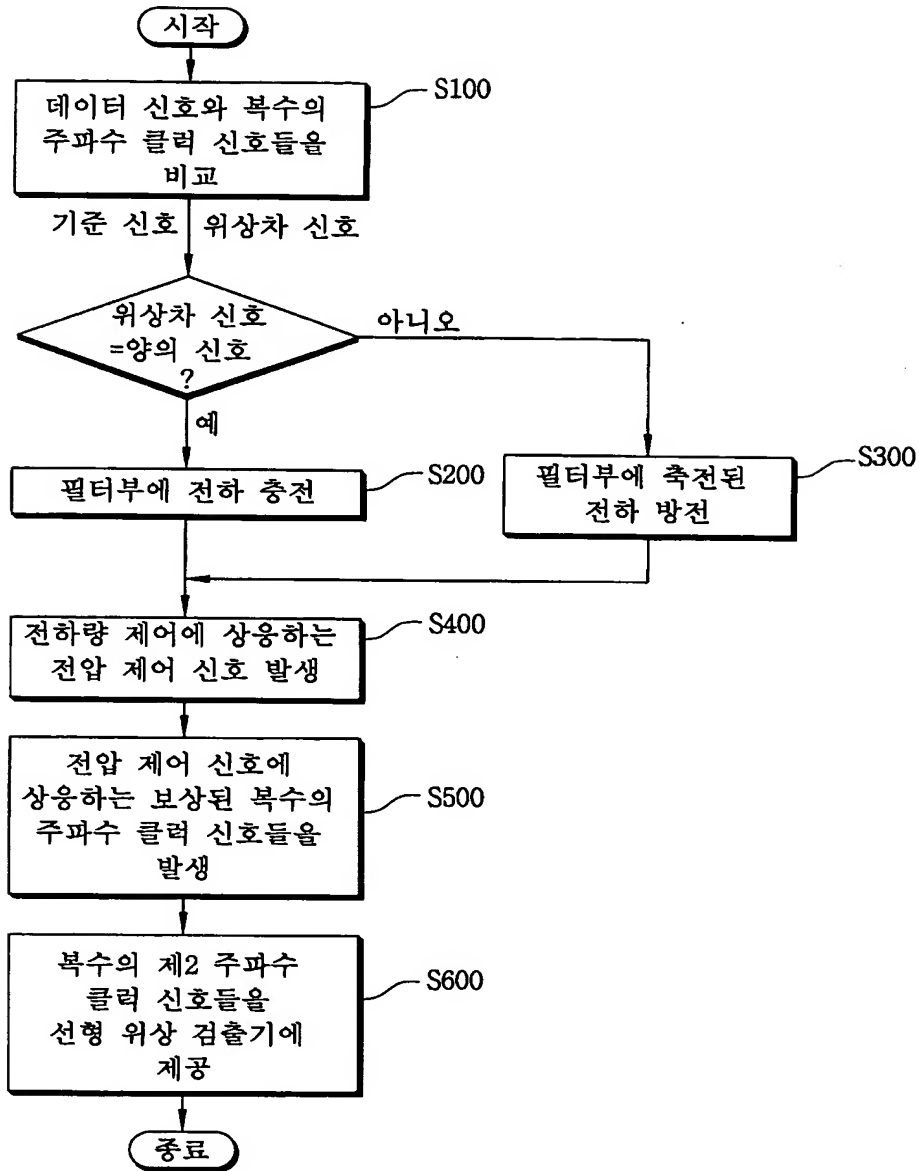 시작
데이터 신호와 복수의
주파수 클럭 신호들을
비교
S100
기준 신호 위상차 신호
위상차 신호
=양의 신호
?
아니오
예
필터부에 전하 충전
S200
필터부에 축전된
전하 방전
S300
전하량 제어에 상응하는
전압 제어 신호 발생
S400
전압 제어 신호에
상응하는 보상된 복수의
주파수 클럭 신호들을
발생
S500
복수의 제2 주파수
클럭 신호들을
선형 위상 검출기에
제공
S600
종료